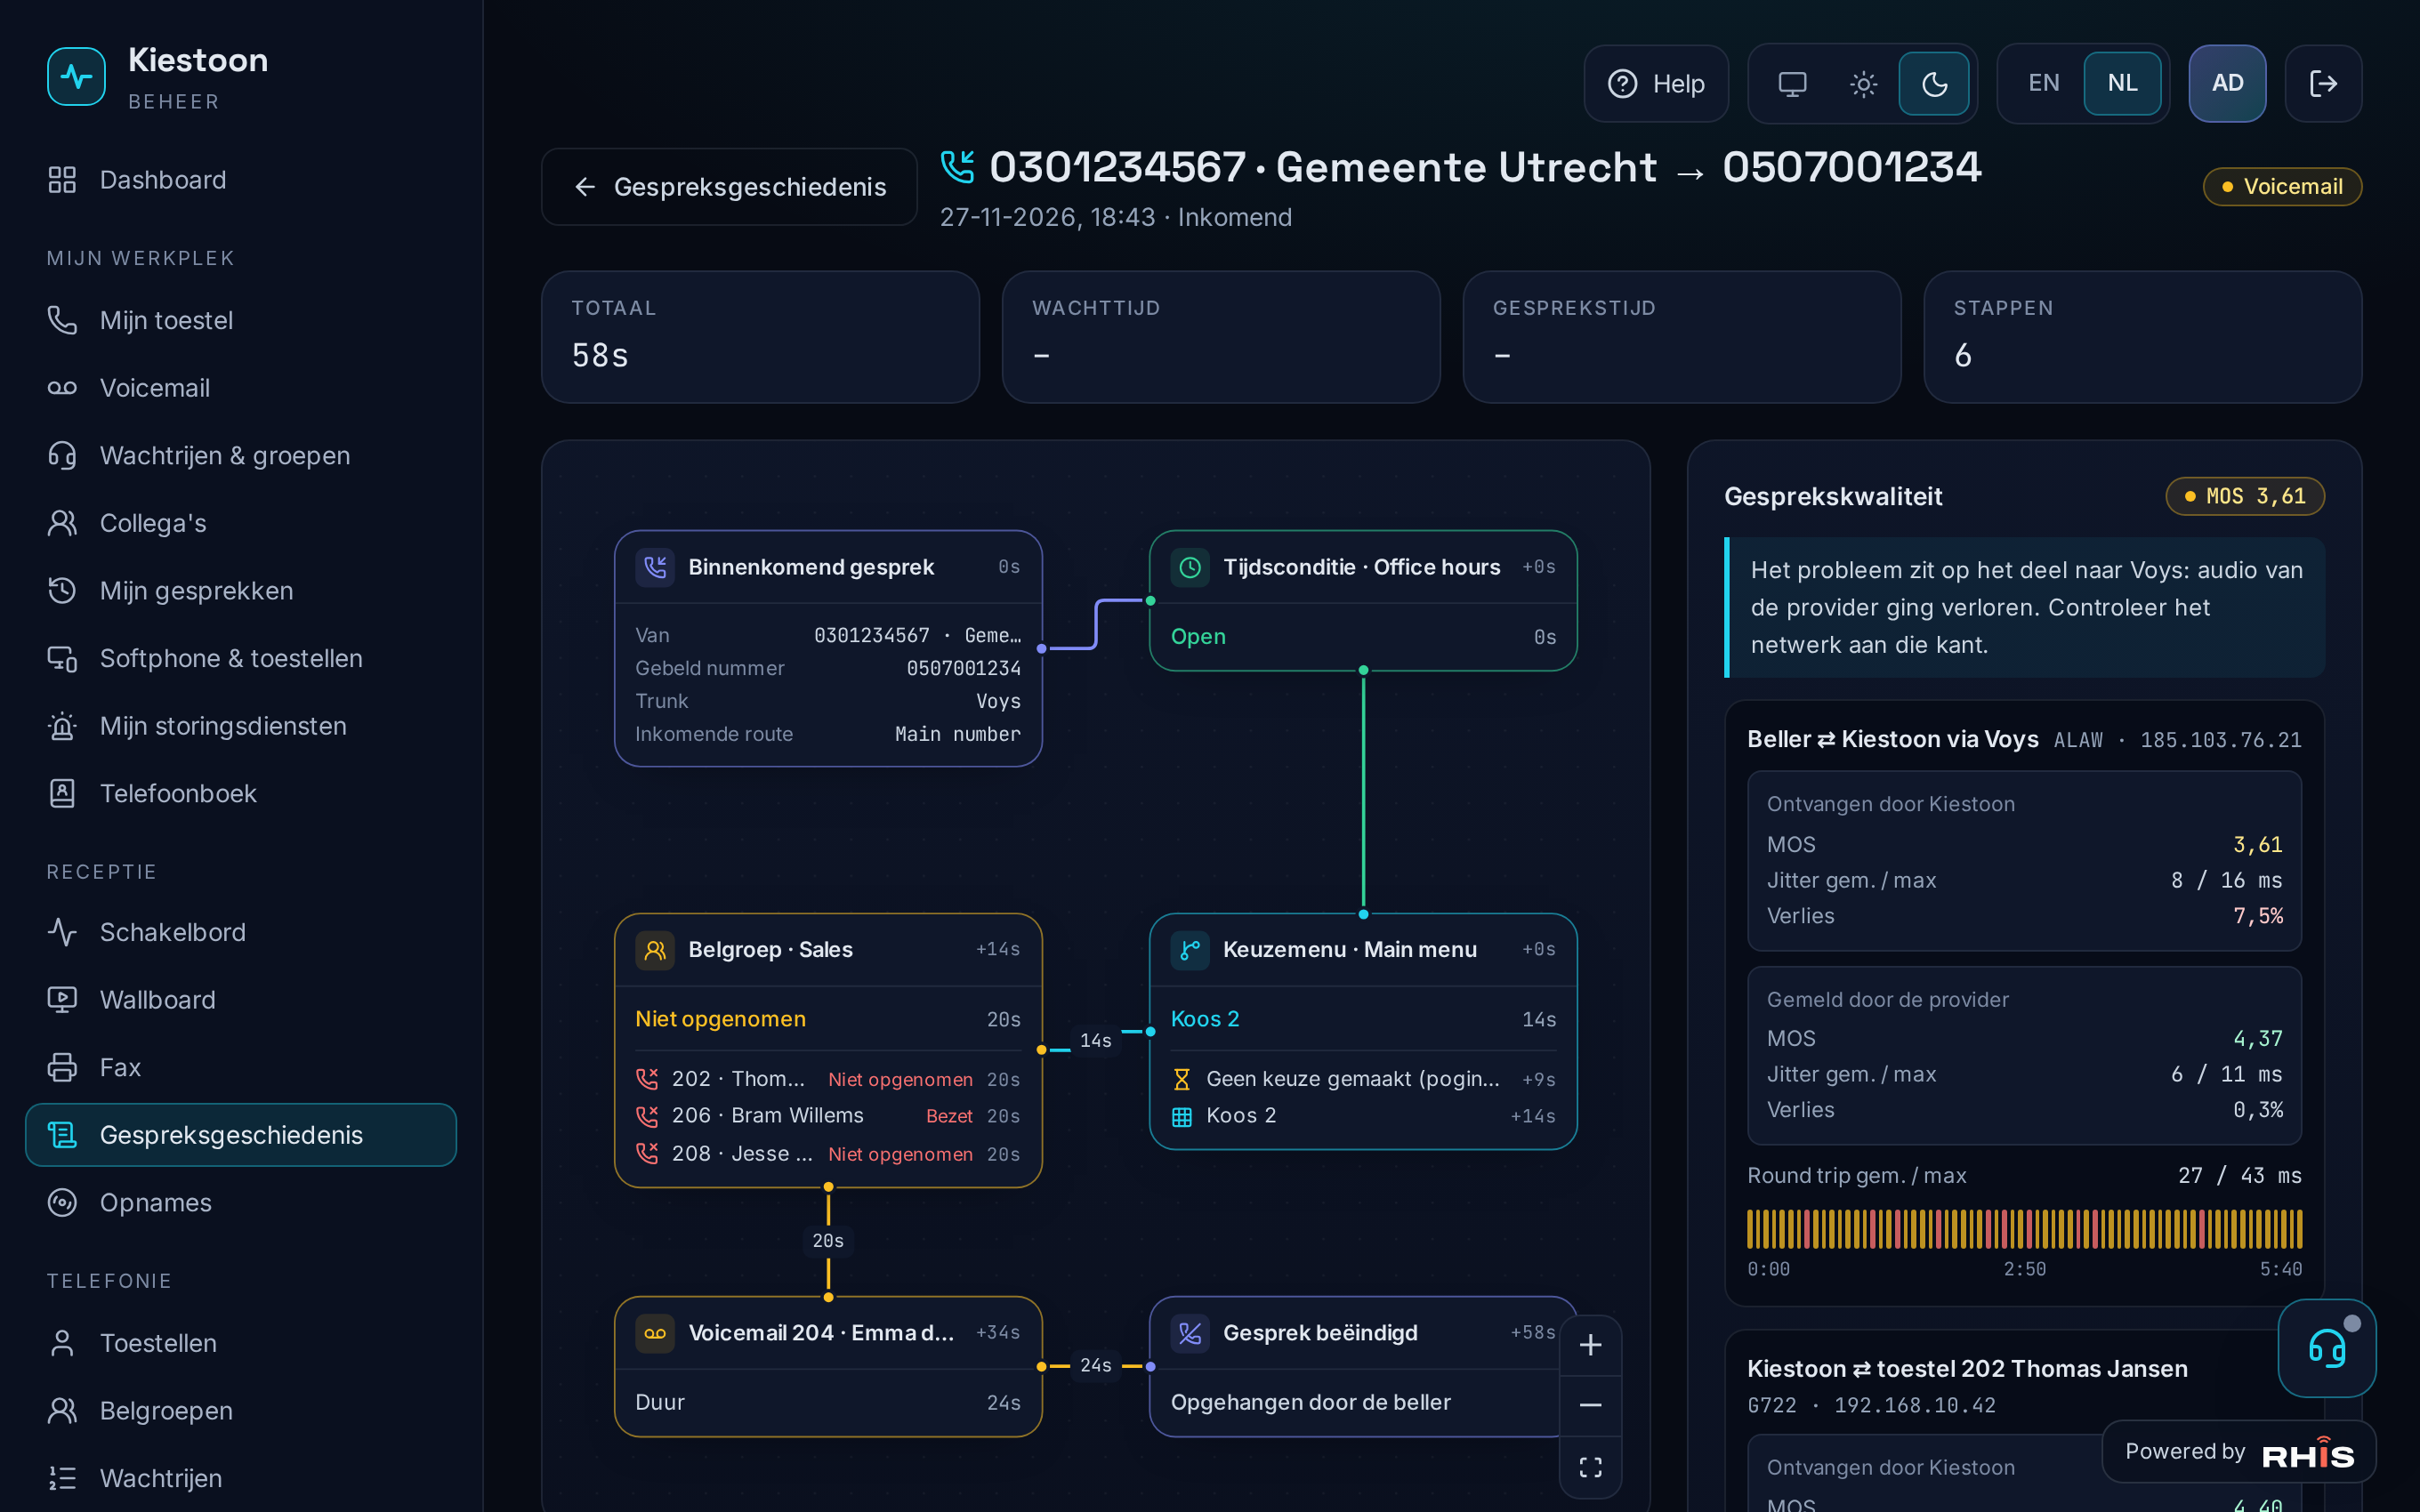 Kiestoon
BEHEER
Dashboard
MIJN WERKPLEK
Mijn toestel
Voicemail
Wachtrijen & groepen
Collega's
Mijn gesprekken
Softphone & toestellen
Mijn storingsdiensten
Telefoonboek
RECEPTIE
Schakelbord
Wallboard
Fax
Gespreksgeschiedenis
Opnames
TELEFONIE
Toestellen
Belgroepen
Wachtrijen
Help
EN
NL
AD
← Gespreksgeschiedenis
0301234567 · Gemeente Utrecht → 0507001234
27-11-2026, 18:43 · Inkomend
Voicemail
TOTAAL
58s
WACHTTIJD
–
GESPREKSTIJD
–
STAPPEN
6
Binnenkomend gesprek 0s
Van 0301234567 · Geme…
Gebeld nummer 0507001234
Trunk Voys
Inkomende route Main number
Tijdsconditie · Office hours +0s
Open 0s
Belgroep · Sales +14s
Niet opgenomen 20s
202 · Thom… Niet opgenomen 20s
206 · Bram Willems Bezet 20s
208 · Jesse … Niet opgenomen 20s
14s
Keuzemenu · Main menu +0s
Koos 2 14s
Geen keuze gemaakt (pogin… +9s
Koos 2 +14s
20s
Voicemail 204 · Emma d… +34s
Duur 24s
24s
Gesprek beëindigd +58s
Opgehangen door de beller
Gesprekskwaliteit
MOS 3,61
Het probleem zit op het deel naar Voys: audio van
de provider ging verloren. Controleer het
netwerk aan die kant.
Beller ⇄ Kiestoon via Voys ALAW · 185.103.76.21
Ontvangen door Kiestoon
MOS 3,61
Jitter gem. / max 8 / 16 ms
Verlies 7,5%
Gemeld door de provider
MOS 4,37
Jitter gem. / max 6 / 11 ms
Verlies 0,3%
Round trip gem. / max 27 / 43 ms
0:00 2:50 5:40
Kiestoon ⇄ toestel 202 Thomas Jansen
G722 · 192.168.10.42
Ontvangen door Kiestoon
MOS 4,40
Powered by RHIS